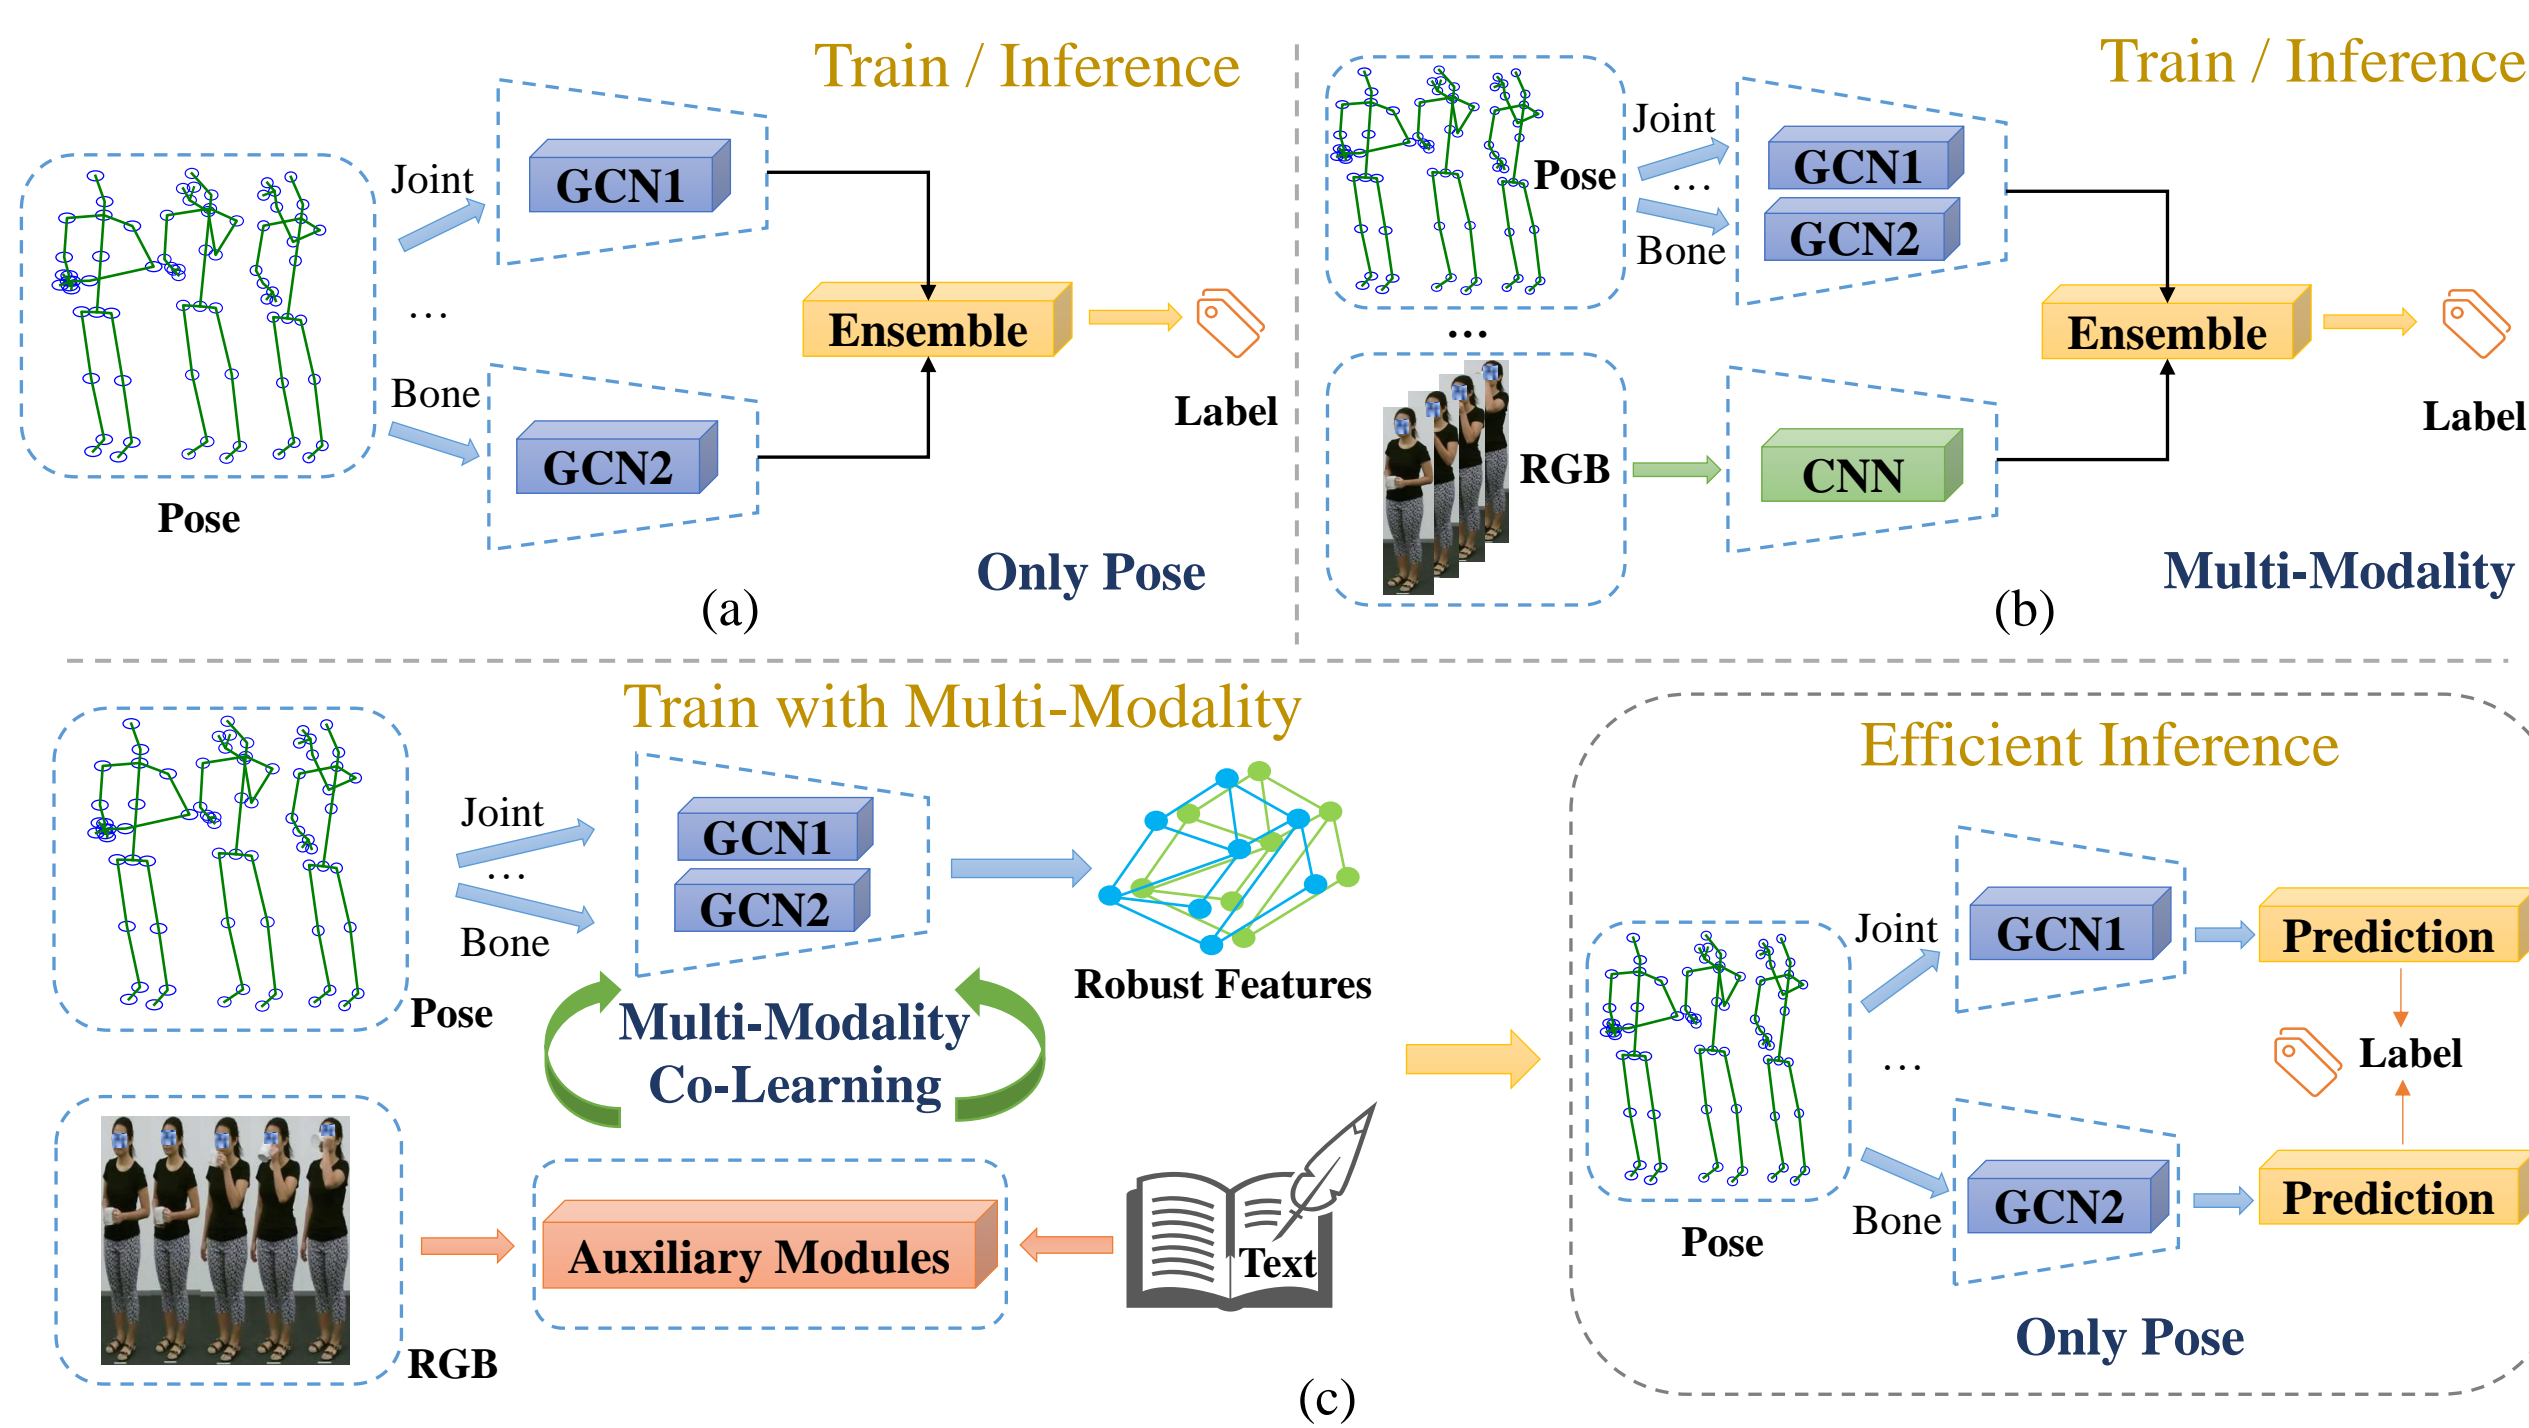 Train / Inference
Joint
GCN1
...
Ensemble
Label
Bone
GCN2
Pose
Only Pose
(a)
Train / Inference
Pose
Joint
...
Bone
GCN1
GCN2
...
Ensemble
Label
RGB
CNN
Multi-Modality
(b)
Train with Multi-Modality
Joint
...
Bone
GCN1
GCN2
Pose
Robust Features
Multi-Modality
Co-Learning
Auxiliary Modules
Text
RGB
(c)
Efficient Inference
Joint
GCN1
Prediction
...
Label
Bone
GCN2
Prediction
Pose
Only Pose